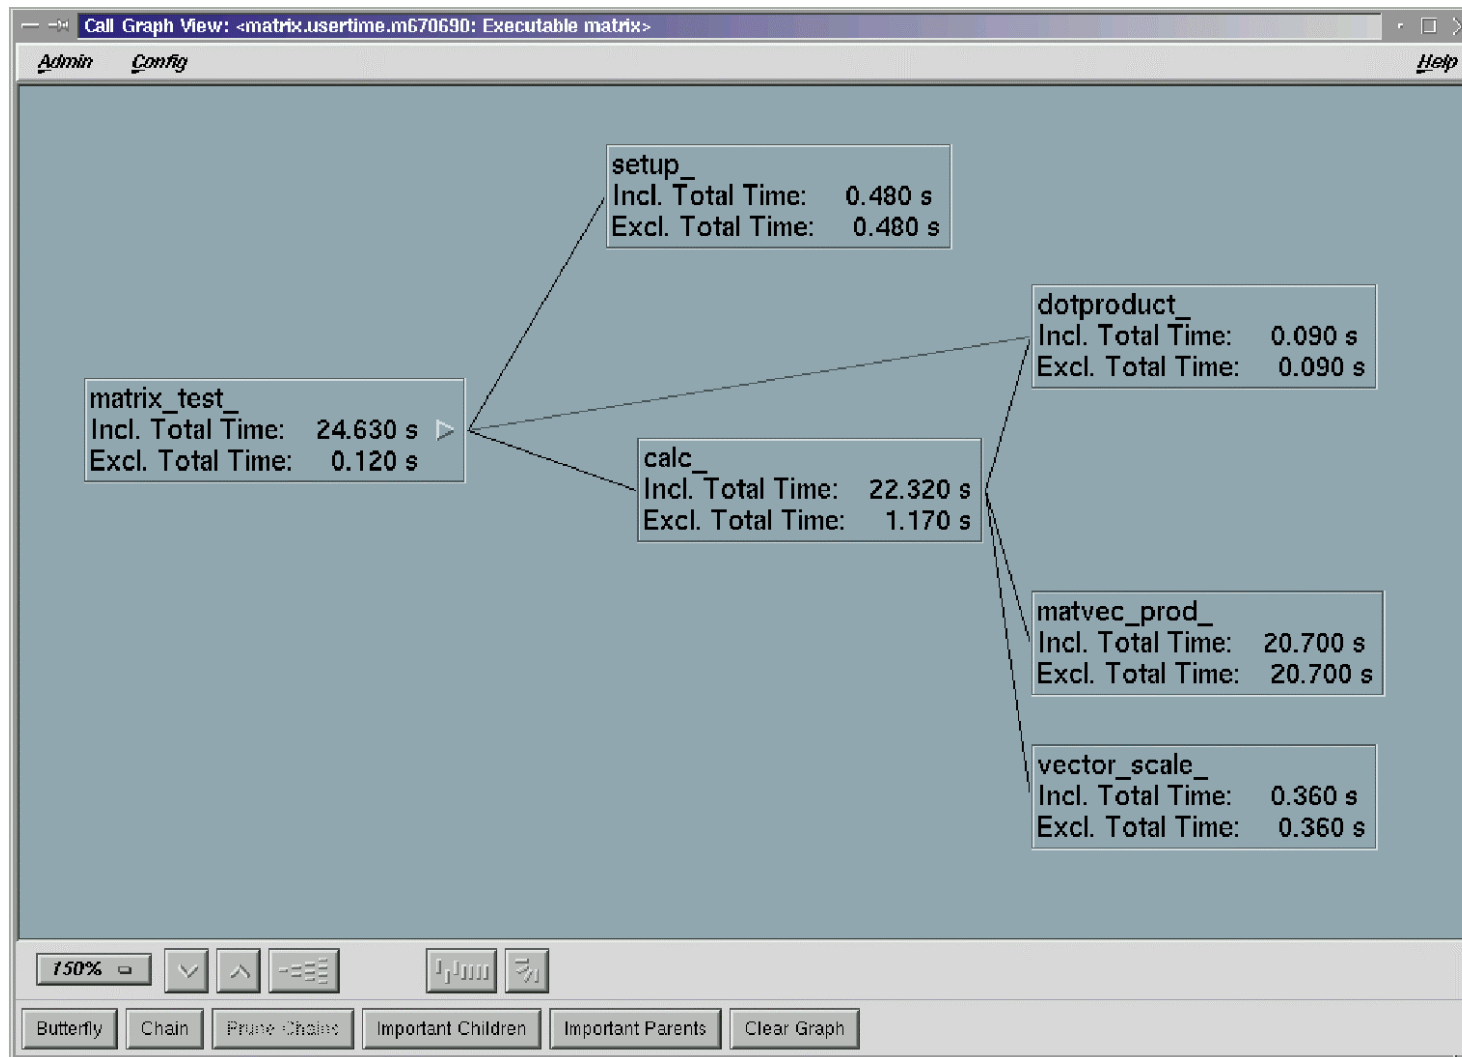 Call Graph View: <matrix.usertime.m670690: Executable matrix>
Admin Config Help
setup_
Incl. Total Time: 0.480 s
Excl. Total Time: 0.480 s
dotproduct_
Incl. Total Time: 0.090 s
Excl. Total Time: 0.090 s
matrix_test_
Incl. Total Time: 24.630 s
Excl. Total Time: 0.120 s
calc_
Incl. Total Time: 22.320 s
Excl. Total Time: 1.170 s
matvec_prod_
Incl. Total Time: 20.700 s
Excl. Total Time: 20.700 s
vector_scale_
Incl. Total Time: 0.360 s
Excl. Total Time: 0.360 s
150%
Butterfly Chain Prune Chains Important Children Important Parents Clear Graph